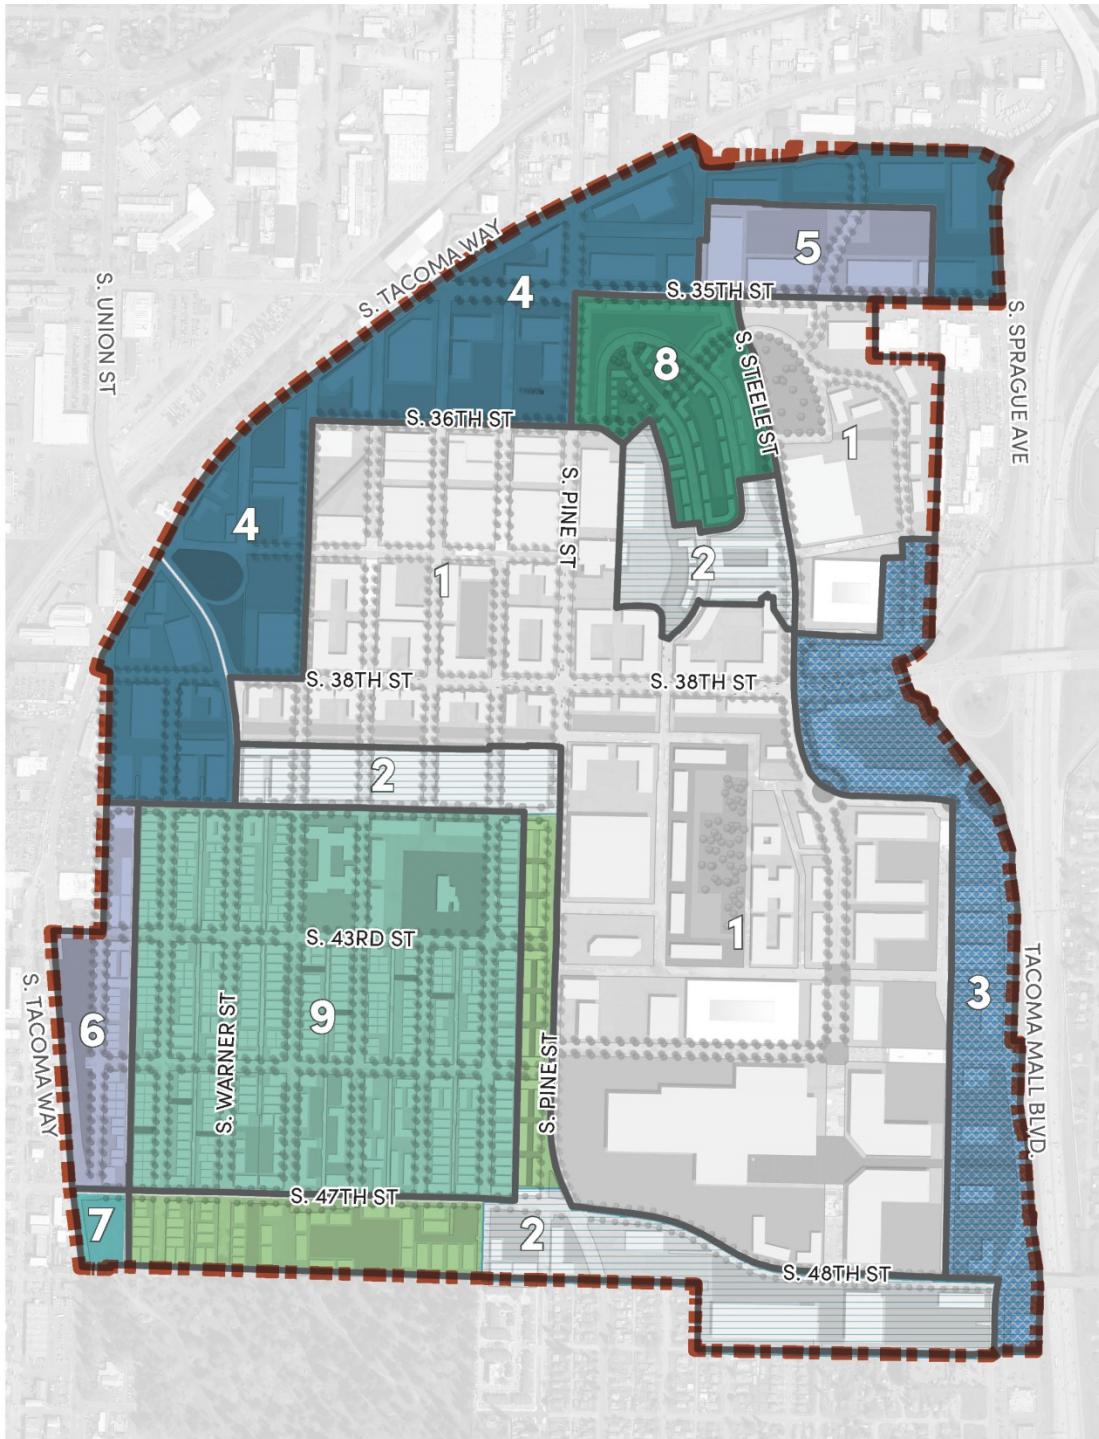 5
S. TACOMA WAY
S. UNION ST
4
S. 35TH ST
S. SPRAGUE AVE
8
S. STEELE ST
S. 36TH ST
1
S. PINE ST
4
2
1
S. 38TH ST
S. 38TH ST
2
S. 43RD ST
1
TACOMA MALL BLVD.
3
S. TACOMA WAY
6
S. WARNER ST
9
S. PINE ST
S. 47TH ST
7
2
S. 48TH ST